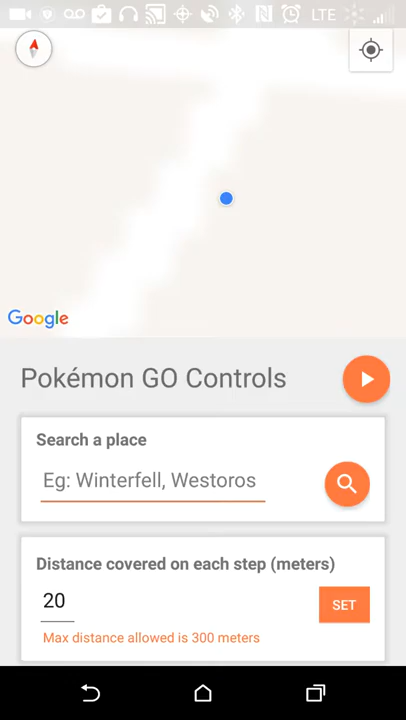 LTE
Google
Pokémon GO Controls
Search a place
Eg: Winterfell, Westoros
Distance covered on each step (meters)
20
SET
Max distance allowed is 300 meters